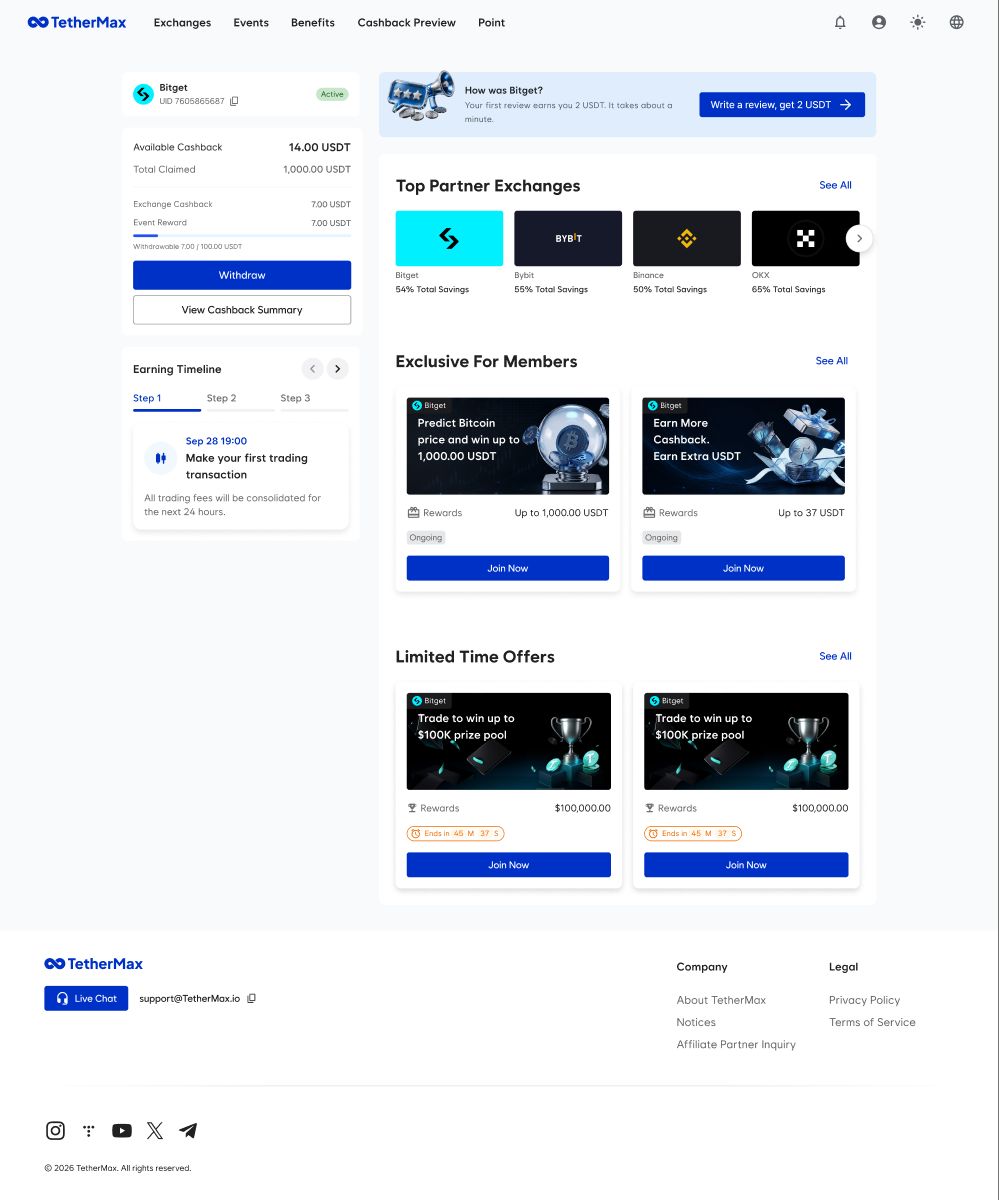 TetherMax Exchanges Events Benefits Cashback Preview Point
Bitget
UID 7605865687
Active
Available Cashback 14.00 USDT
Total Claimed 1,000.00 USDT
Exchange Cashback 7.00 USDT
Event Reward 7.00 USDT
Withdrawable 7.00 / 100.00 USDT
Withdraw
View Cashback Summary
Earning Timeline
Step 1 Step 2 Step 3
Sep 28 19:00
Make your first trading
transaction
All trading fees will be consolidated for
the next 24 hours.
How was Bitget?
Your first review earns you 2 USDT. It takes about a
minute.
Write a review, get 2 USDT
Top Partner Exchanges See All
BYBIT
Bitget Bybit Binance OKX
54% Total Savings 55% Total Savings 50% Total Savings 65% Total Savings
Exclusive For Members See All
Bitget
Predict Bitcoin
price and win up to
1,000.00 USDT
Rewards Up to 1,000.00 USDT
Ongoing
Join Now
Bitget
Earn More
Cashback.
Earn Extra USDT
Rewards Up to 37 USDT
Ongoing
Join Now
Limited Time Offers See All
Bitget
Trade to win up to
$100K prize pool
Rewards $100,000.00
Ends in 45 M 37 S
Join Now
Bitget
Trade to win up to
$100K prize pool
Rewards $100,000.00
Ends in 45 M 37 S
Join Now
TetherMax
Live Chat support@TetherMax.io
Company
About TetherMax
Notices
Affiliate Partner Inquiry
Legal
Privacy Policy
Terms of Service
© 2026 TetherMax. All rights reserved.